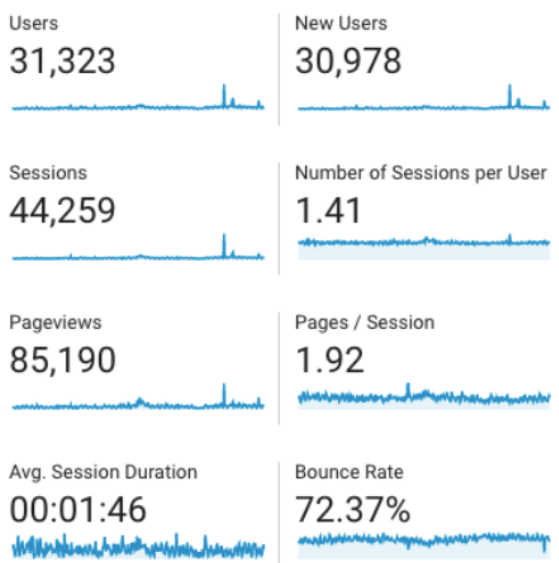 Users
31,323
New Users
30,978
Sessions
44,259
Number of Sessions per User
1.41
Pageviews
85,190
Pages / Session
1.92
Avg. Session Duration
00:01:46
Bounce Rate
72.37%